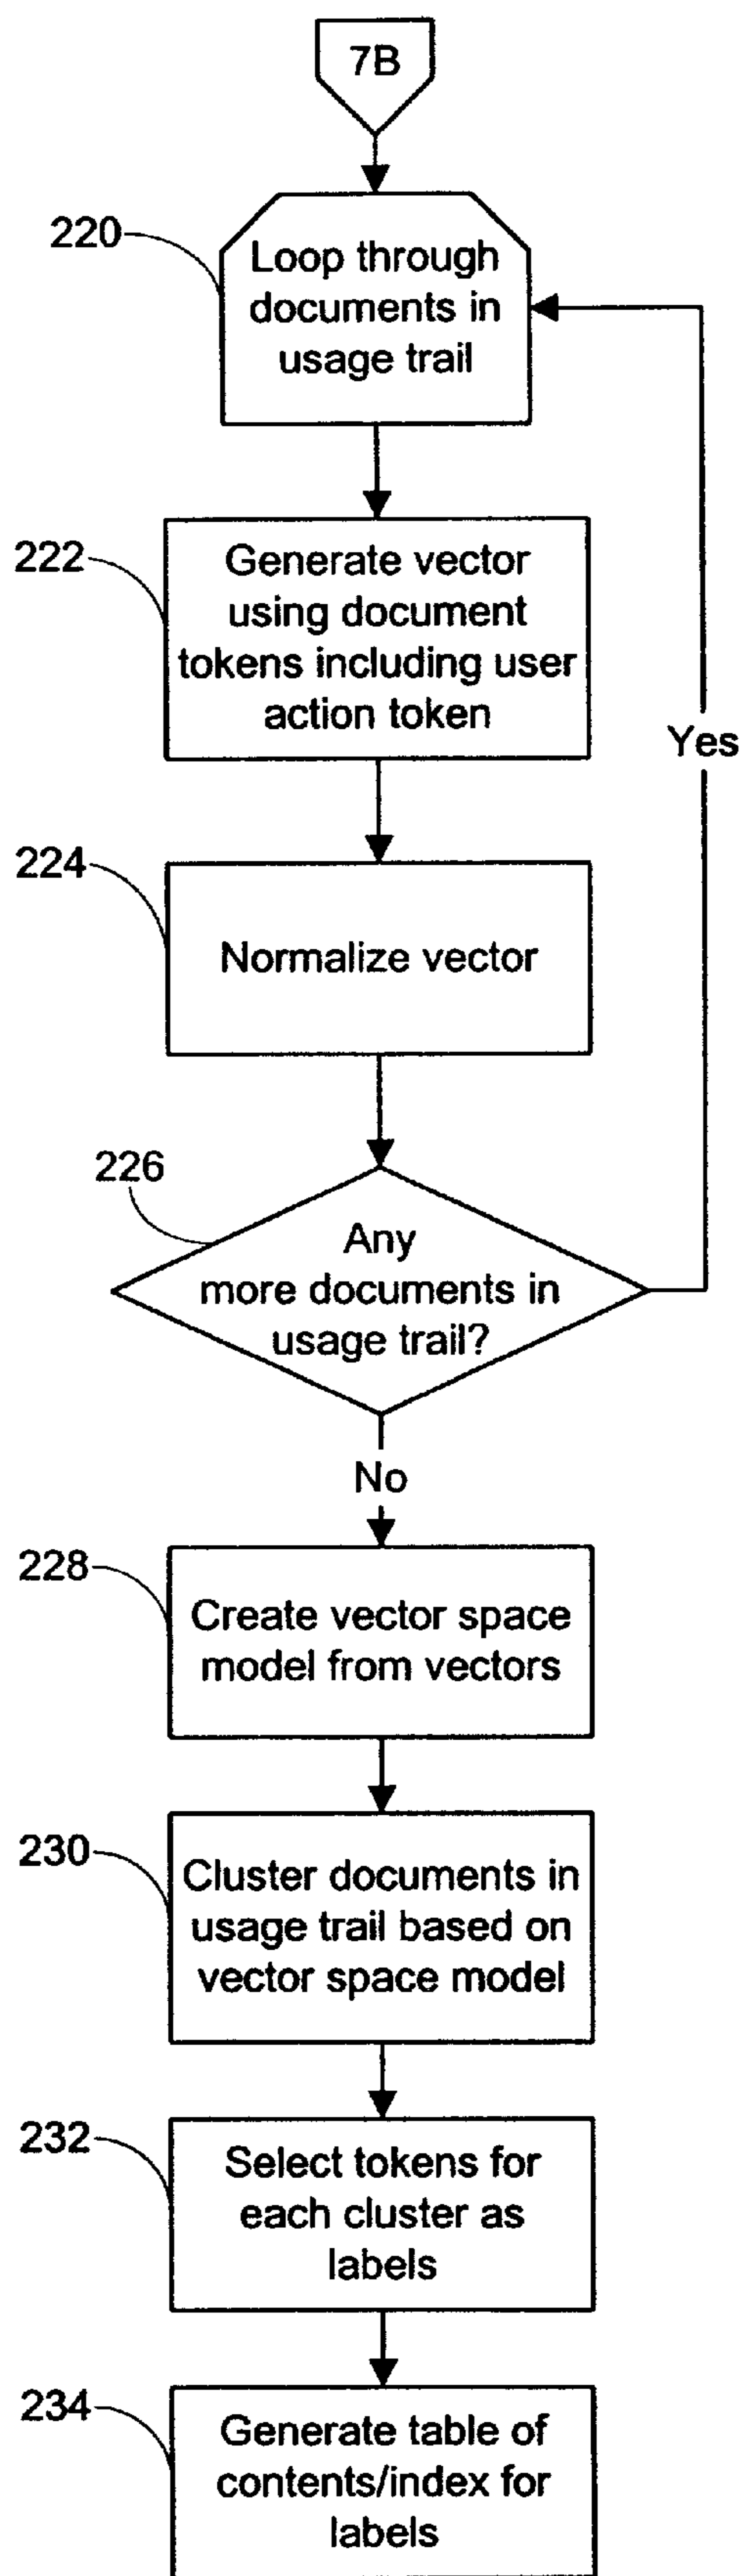 7B
220
Loop through
documents in
usage trail
222
Generate vector
using document
tokens including user
action token
Yes
224
Normalize vector
226
Any
more documents in
usage trail?
No
228
Create vector space
model from vectors
230
Cluster documents in
usage trail based on
vector space model
232
Select tokens for
each cluster as
labels
234
Generate table of
contents/index for
labels